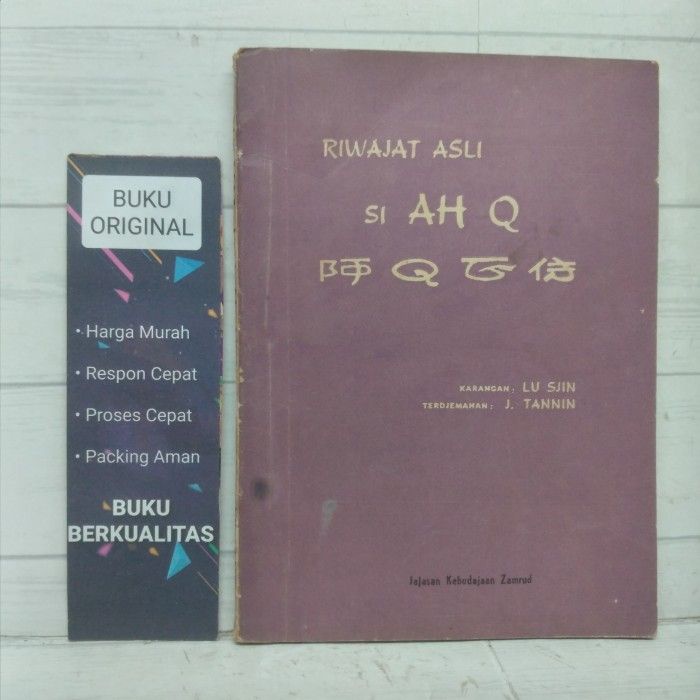 BUKU
ORIGINAL
• Harga Murah
• Respon Cepat
• Proses Cepat
• Packing Aman
BUKU
BERKUALITAS
RIWAJAT ASLI
SI AH Q
阿Q正传
KARANGAN : LU SJIN
TERDJEMAHAN : J. TANNIN
Jajasan Kebudajaan Zamrud